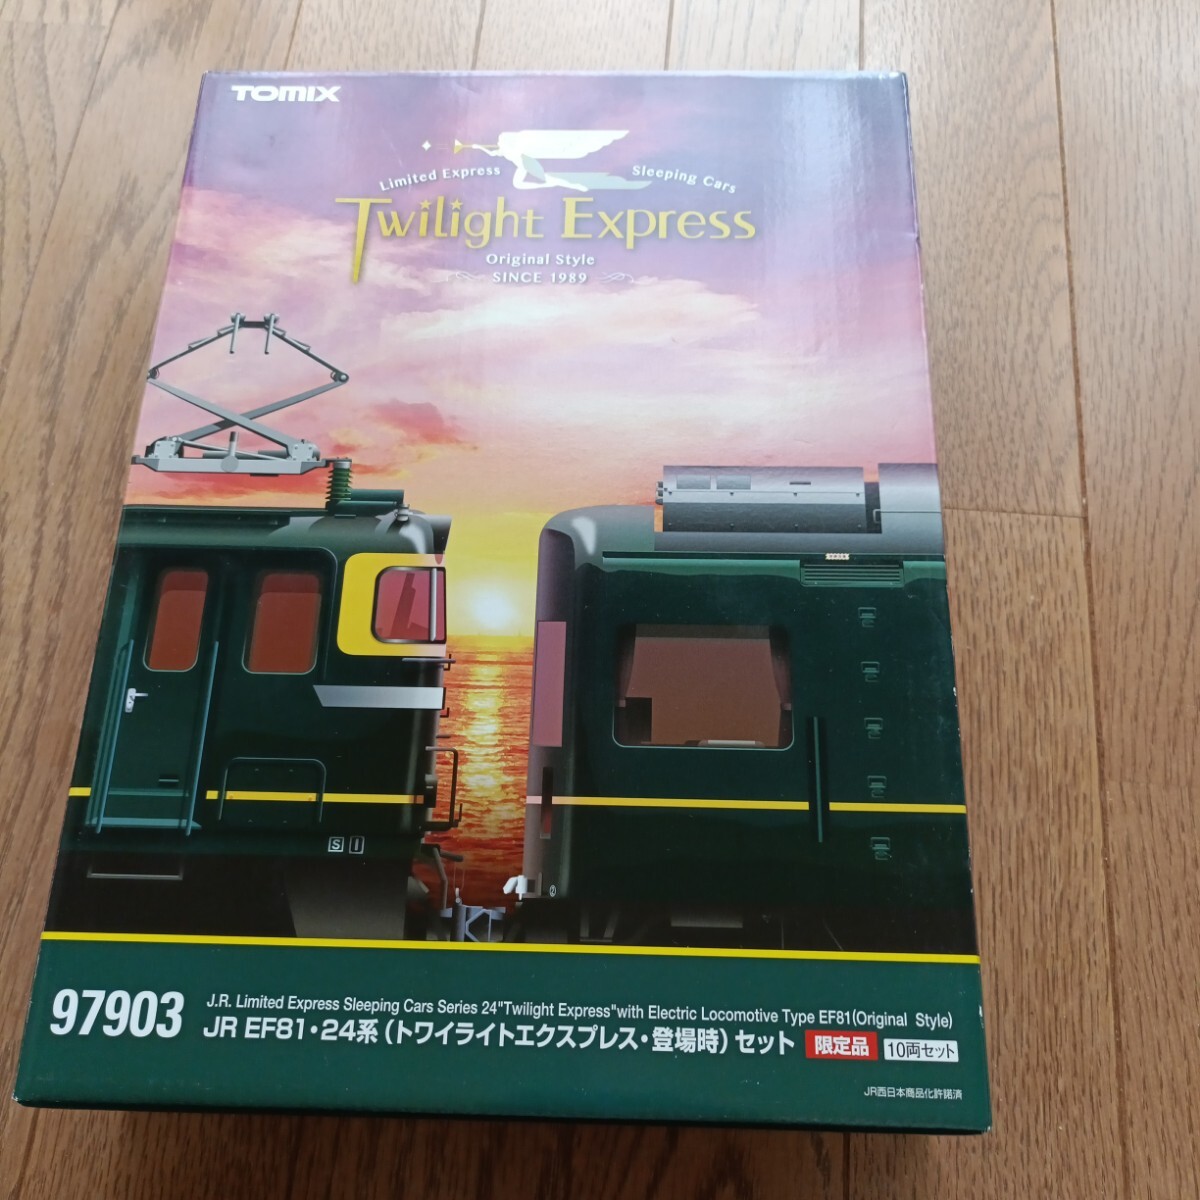 TOMIX
Limited Express Sleeping Cars
Twilight Express
Original Style
SINCE 1989
S I
2
97903
J.R. Limited Express Sleeping Cars Series 24"Twilight Express"with Electric Locomotive Type EF81(Original Style)
JR EF81・24系(トワイライトエクスプレス・登場時)セット 限定品 10両セット
JR西日本商品化許諾済